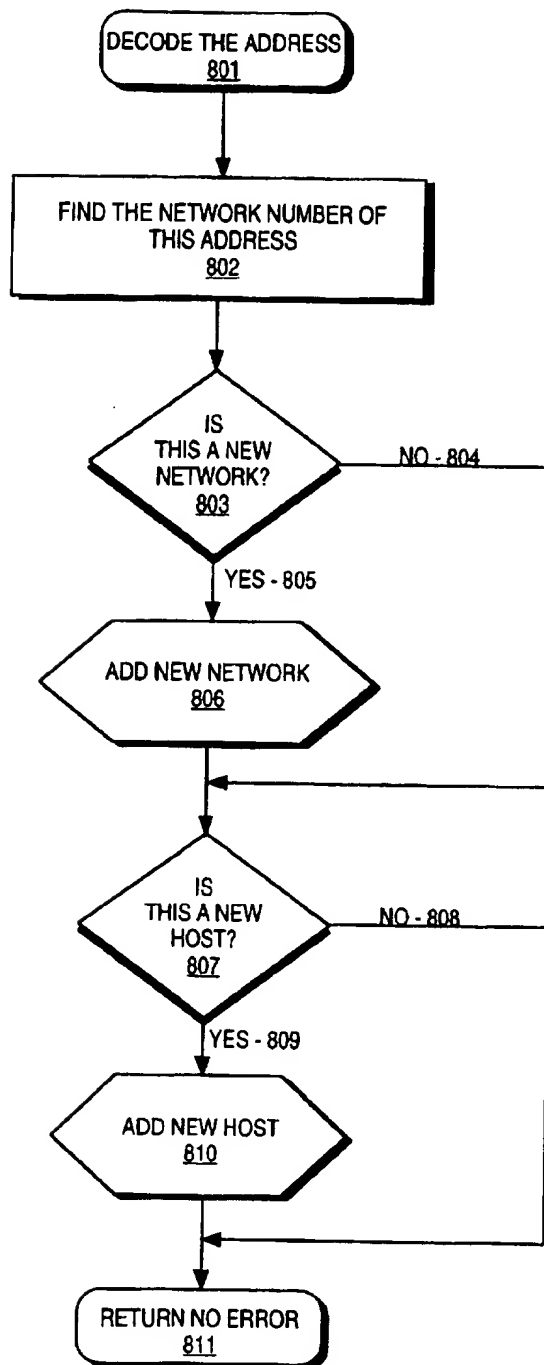 DECODE THE ADDRESS
801
FIND THE NETWORK NUMBER OF
THIS ADDRESS
802
IS
THIS A NEW
NETWORK?
803
NO - 804
YES - 805
ADD NEW NETWORK
806
IS
THIS A NEW
HOST?
807
NO - 808
YES - 809
ADD NEW HOST
810
RETURN NO ERROR
811